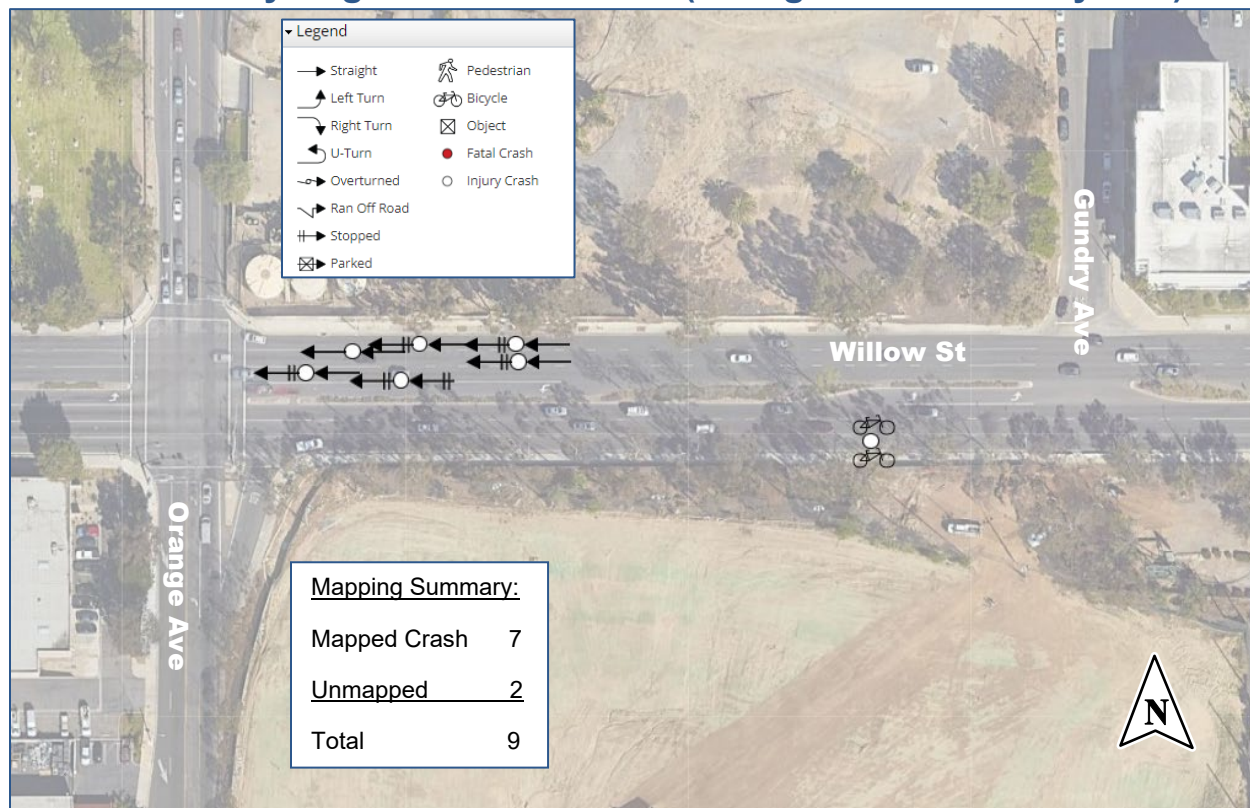 Legend
Straight
Left Turn
Right Turn
U-Turn
Overturned
Ran Off Road
Stopped
Parked
Pedestrian
Bicycle
Object
Fatal Crash
Injury Crash
Gundry Ave
Willow St
Orange Ave
Mapping Summary:
Mapped Crash 7
Unmapped 2
Total 9
N